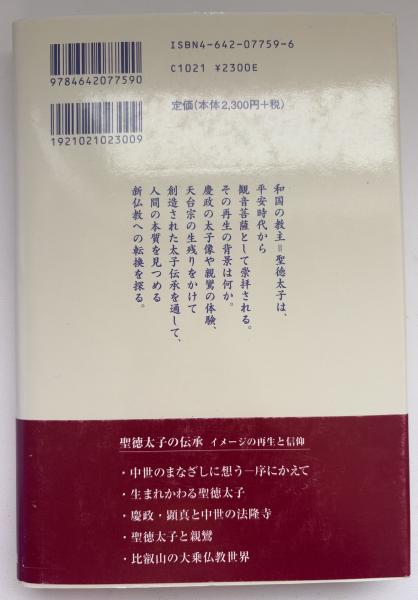 ISBN4-642-07759-6
C1021 ¥2300E
9784642077590
定価(本体2,300円+税)
1921021023009
和国の教主=聖徳太子は、
平安時代から
観音菩薩として崇拝される。
その再生の背景は何か。
慶政の太子像や親鸞の体験、
天台宗の生残りをかけて
創造された太子伝承を通して、
人間の本質を見つめる
新仏教への転換を探る。
聖徳太子の伝承 イメージの再生と信仰
・中世のまなざしに想う―序にかえて
・生まれかわる聖徳太子
・慶政・顕真と中世の法隆寺
・聖徳太子と親鸞
・比叡山の大乗仏教世界